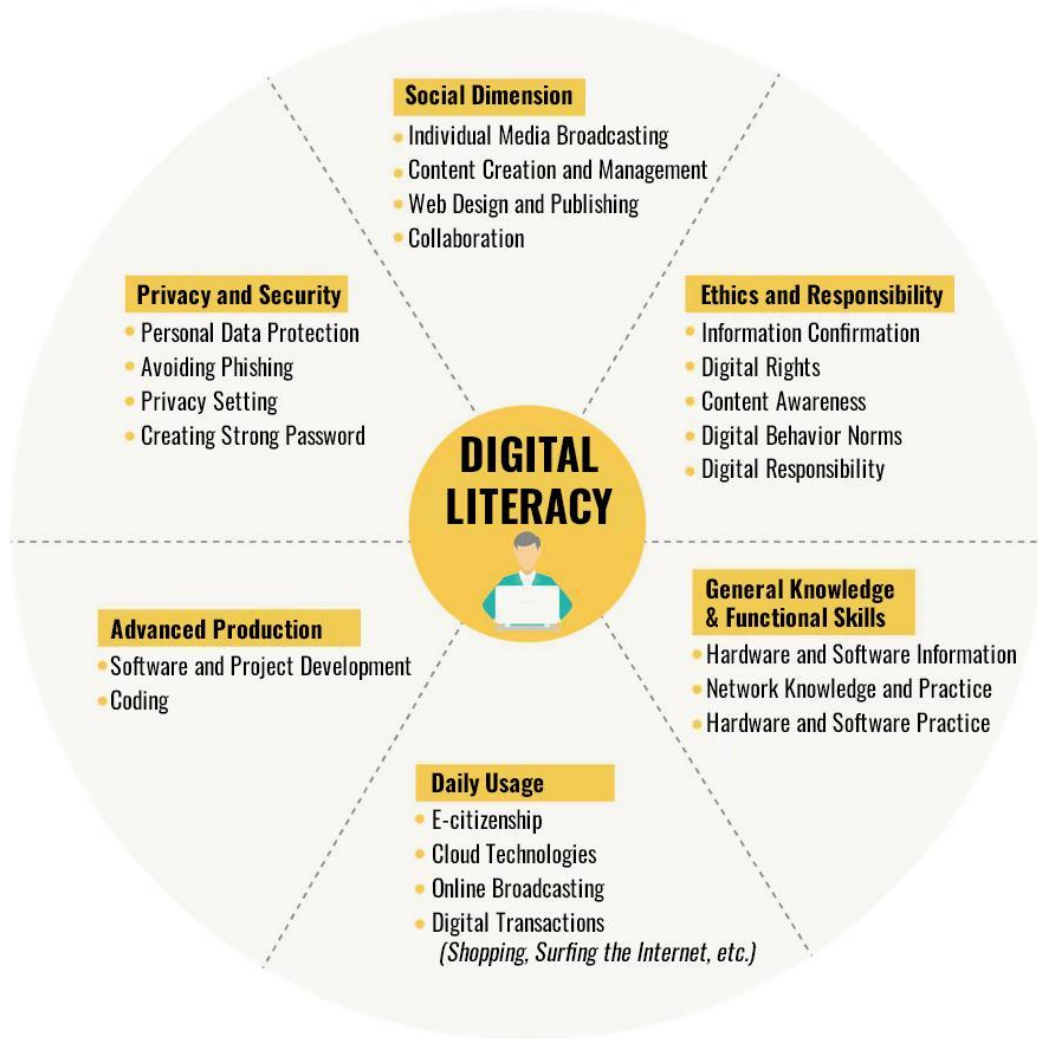 Social Dimension
Individual Media Broadcasting
Content Creation and Management
Web Design and Publishing
Collaboration
Privacy and Security
Personal Data Protection
Avoiding Phishing
Privacy Setting
Creating Strong Password
Ethics and Responsibility
Information Confirmation
Digital Rights
Content Awareness
Digital Behavior Norms
Digital Responsibility
DIGITAL
LITERACY
Advanced Production
Software and Project Development
Coding
General Knowledge
& Functional Skills
Hardware and Software Information
Network Knowledge and Practice
Hardware and Software Practice
Daily Usage
E-citizenship
Cloud Technologies
Online Broadcasting
Digital Transactions
(Shopping, Surfing the Internet, etc.)